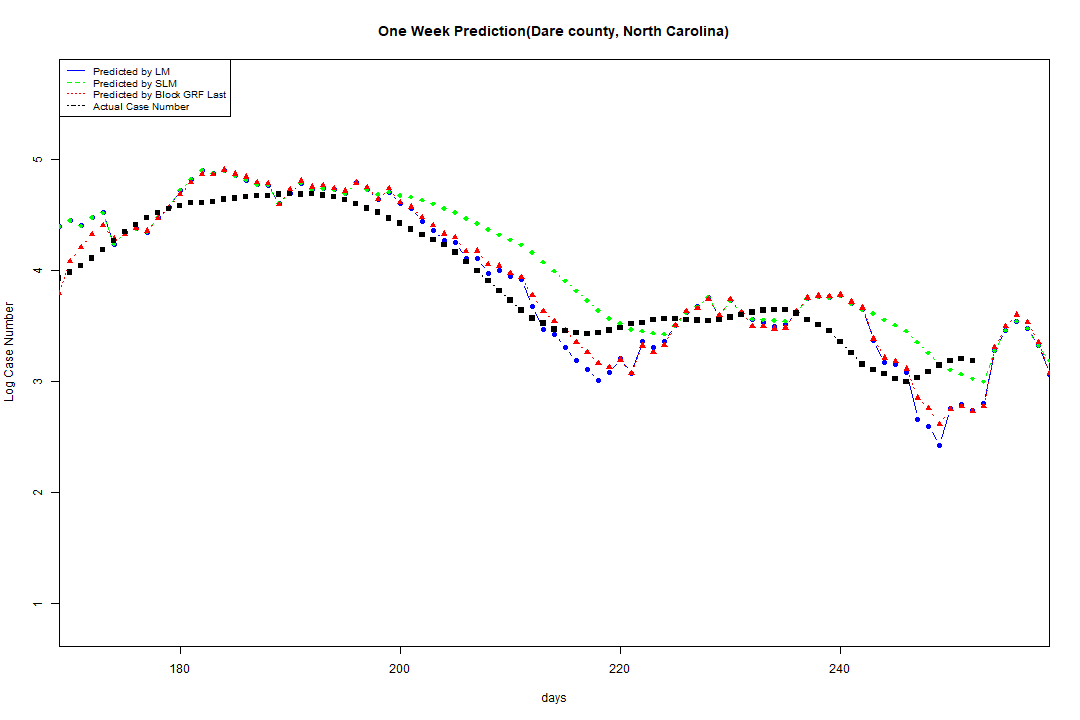 One Week Prediction(Dare county, North Carolina)
Predicted by LM
Predicted by SLM
Predicted by Block GRF Last
Actual Case Number
5
4
3
2
1
Log Case Number
180 200 220 240
days